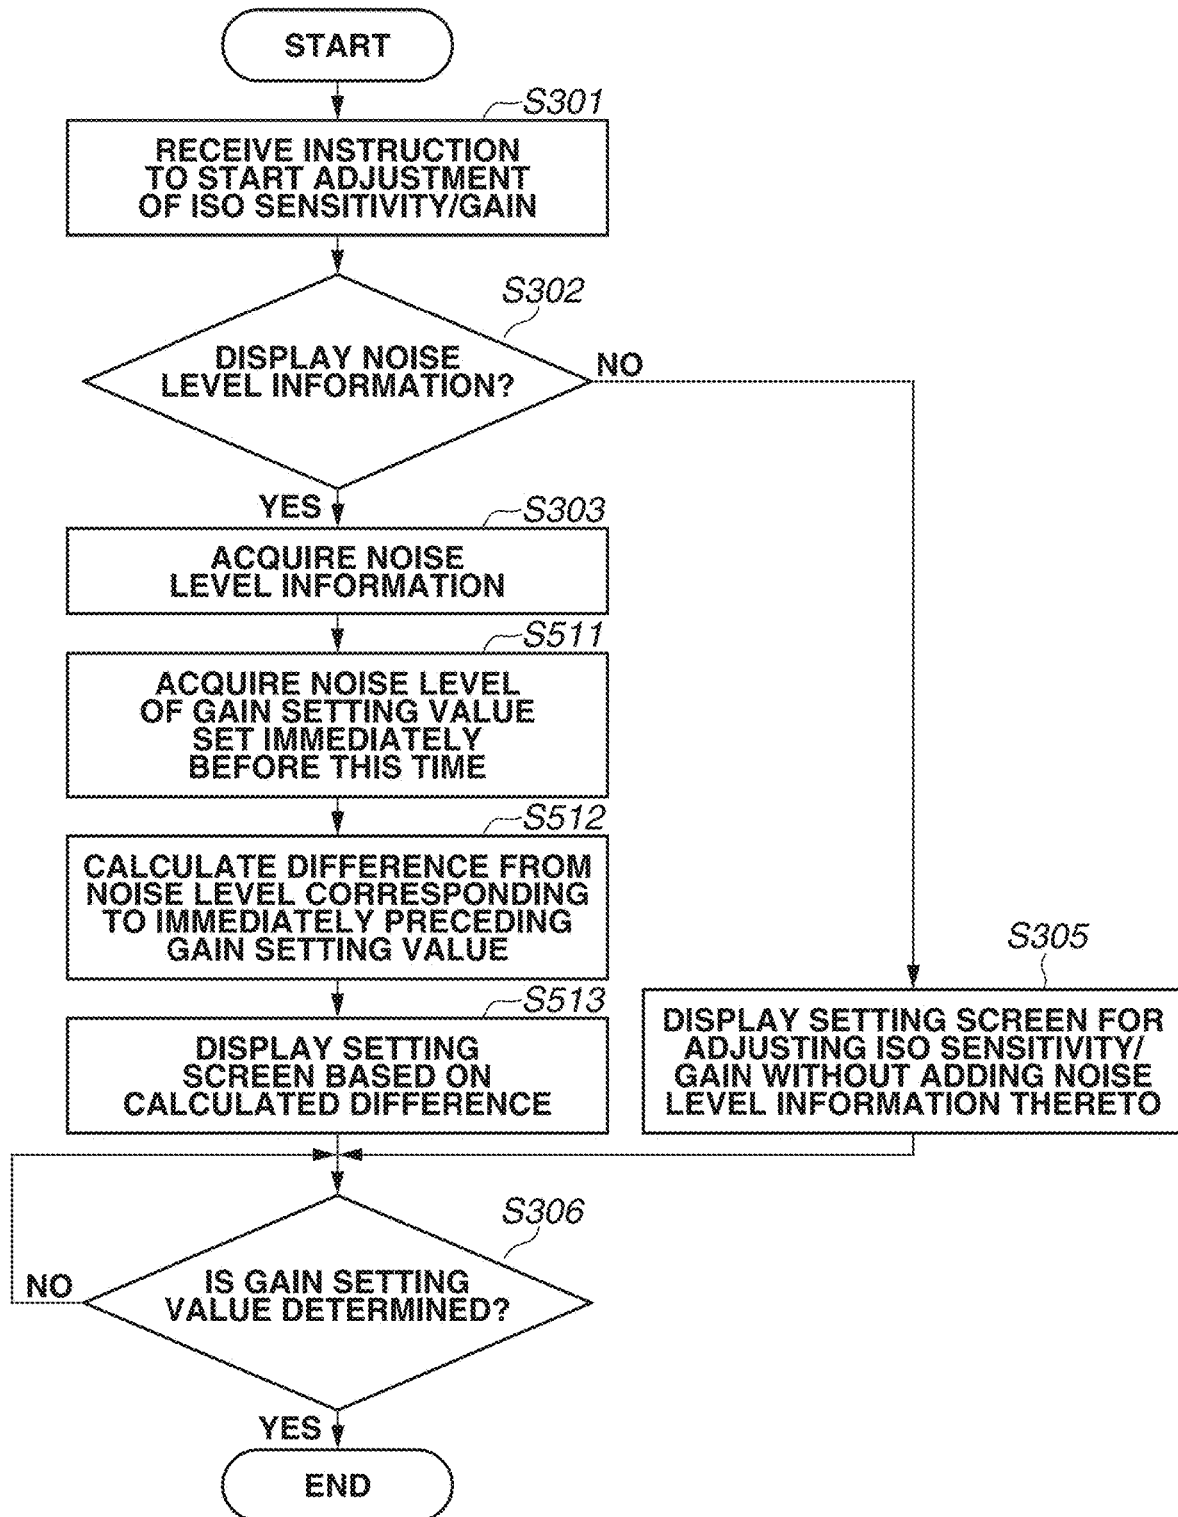 START
S301
RECEIVE INSTRUCTION
TO START ADJUSTMENT
OF ISO SENSITIVITY/GAIN
S302
DISPLAY NOISE
LEVEL INFORMATION?
NO
YES
S303
ACQUIRE NOISE
LEVEL INFORMATION
S511
ACQUIRE NOISE LEVEL
OF GAIN SETTING VALUE
SET IMMEDIATELY
BEFORE THIS TIME
S512
CALCULATE DIFFERENCE FROM
NOISE LEVEL CORRESPONDING
TO IMMEDIATELY PRECEDING
GAIN SETTING VALUE
S513
DISPLAY SETTING
SCREEN BASED ON
CALCULATED DIFFERENCE
S305
DISPLAY SETTING SCREEN FOR
ADJUSTING ISO SENSITIVITY/
GAIN WITHOUT ADDING NOISE
LEVEL INFORMATION THERETO
S306
IS GAIN SETTING
VALUE DETERMINED?
NO
YES
END